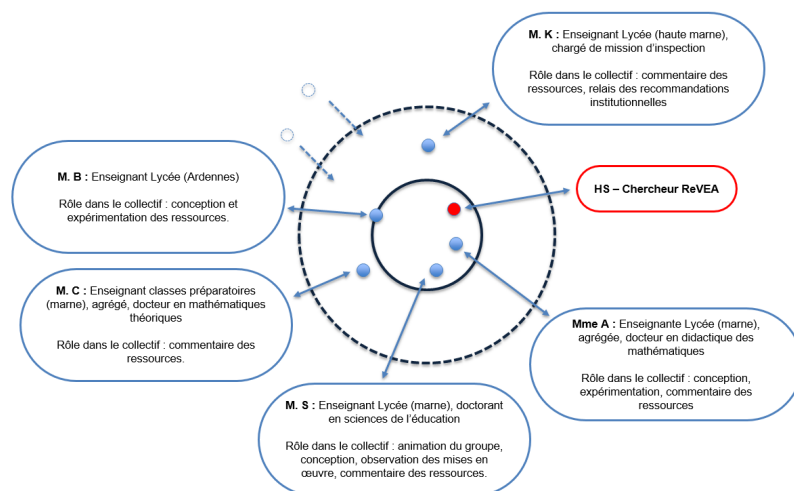 M. K : Enseignant Lycée (haute marne),
chargé de mission d'inspection
Rôle dans le collectif : commentaire des
ressources, relais des recommandations
institutionnelles
HS – Chercheur ReVEA
M. B : Enseignant Lycée (Ardennes)
Rôle dans le collectif : conception et
expérimentation des ressources.
M. C : Enseignant classes préparatoires
(marne), agrégé, docteur en mathématiques
théoriques
Rôle dans le collectif : commentaire des
ressources.
Mme A : Enseignante Lycée (marne),
agrégée, docteur en didactique des
mathématiques
Rôle dans le collectif : conception,
expérimentation, commentaire des
ressources
M. S : Enseignant Lycée (marne), doctorant
en sciences de l'éducation
Rôle dans le collectif : animation du groupe,
conception, observation des mises en
œuvre, commentaire des ressources.